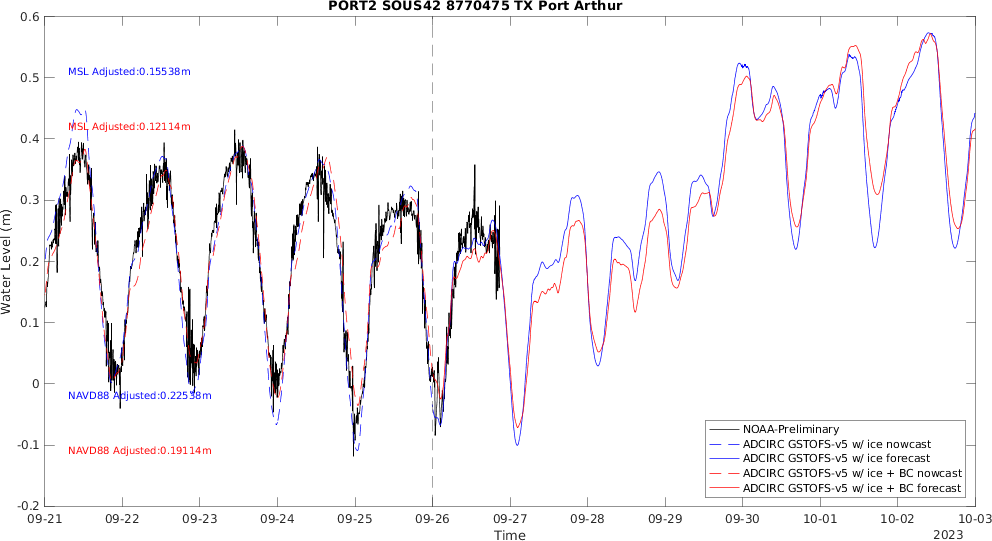 PORT2 SOUS42 8770475 TX Port Arthur
0.6
0.5
0.4
0.3
0.2
0.1
0
-0.1
-0.2
Water Level (m)
MSL Adjusted:0.15538m
MSL Adjusted:0.12114m
NAVD88 Adjusted:0.22538m
NAVD88 Adjusted:0.19114m
NOAA-Preliminary
ADCIRC GSTOFS-v5 w/ ice nowcast
ADCIRC GSTOFS-v5 w/ ice forecast
ADCIRC GSTOFS-v5 w/ ice + BC nowcast
ADCIRC GSTOFS-v5 w/ ice + BC forecast
09-21 09-22 09-23 09-24 09-25 09-26 09-27 09-28 09-29 09-30 10-01 10-02 10-03
Time
2023